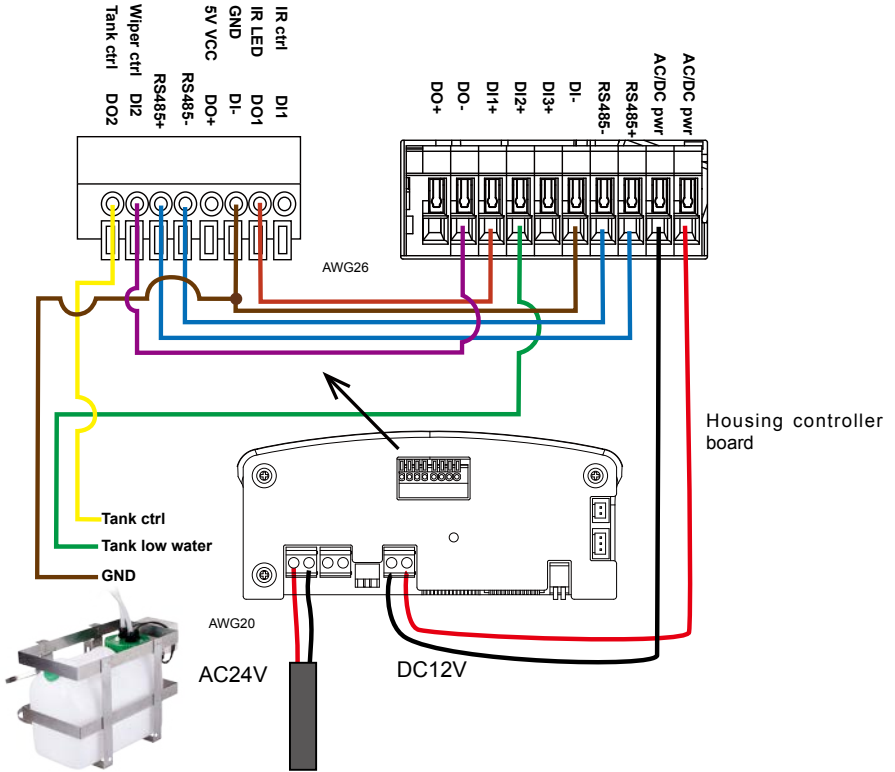 Tank ctrl DO2
Wiper ctrl DI2
RS485+
RS485-
5V VCC DO+
GND DI-
IR LED DO1
IR ctrl DI1
DO+
DO-
DI1+
DI2+
DI3+
DI-
RS485-
RS485+
AC/DC pwr
AC/DC pwr
AWG26
Housing controller
board
Tank ctrl
Tank low water
GND
AWG20
AC24V
DC12V